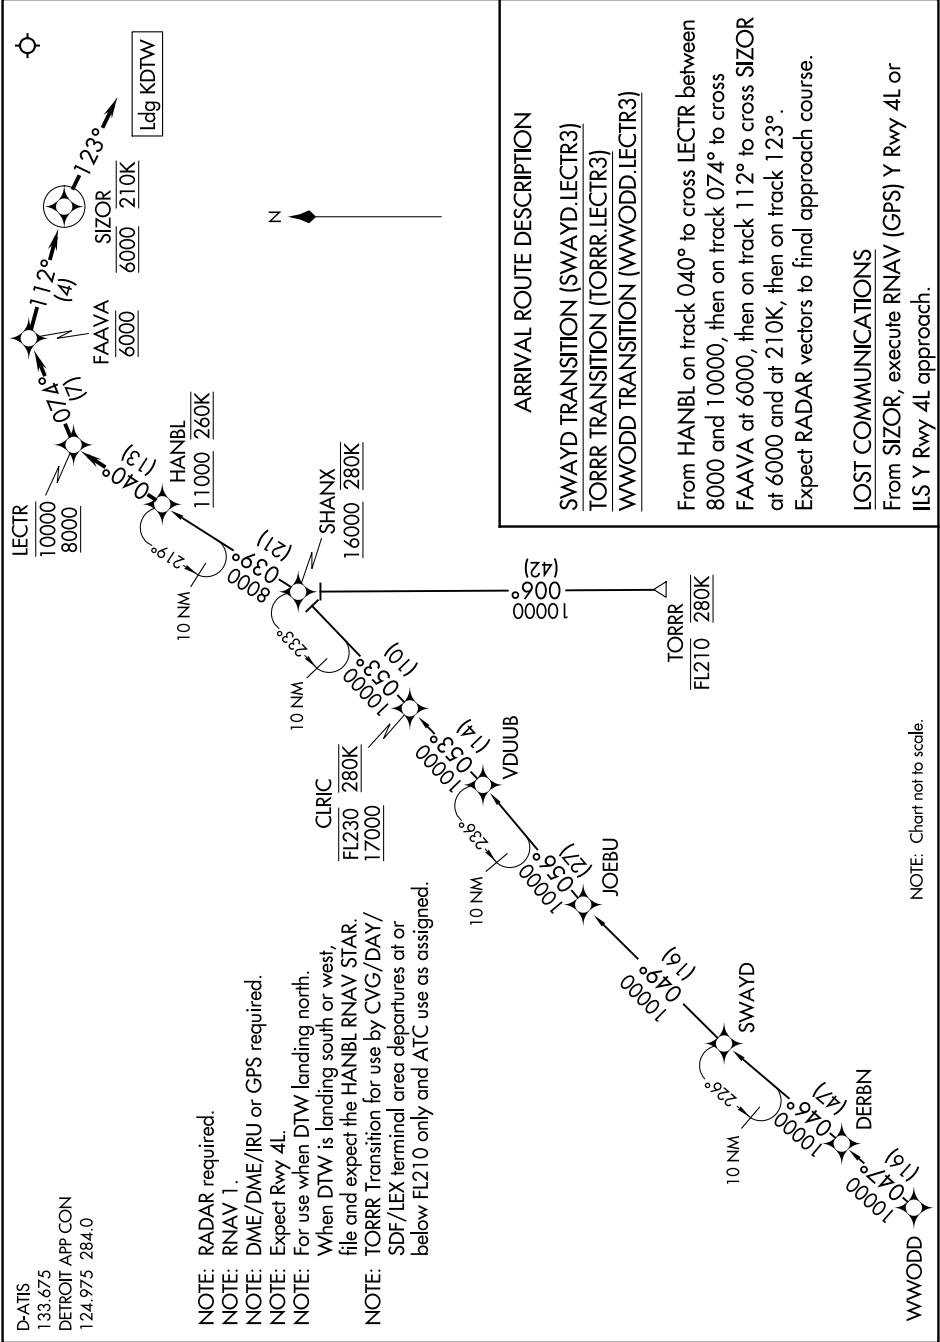 D-ATIS
133.675
DETROIT APP CON
124.975 284.0
NOTE: RADAR required.
NOTE: RNAV 1.
NOTE: DME/DME/IRU or GPS required.
NOTE: Expect Rwy 4L.
NOTE: For use when DTW landing north.
When DTW is landing south or west,
file and expect the HANBL RNAV STAR.
NOTE: TORRR Transition for use by CVG/DAY/
SDF/LEX terminal area departures at or
below FL210 only and ATC use as assigned.
LECTR
10000
8000
074°
(7)
FAAVA
6000
112°
(4)
SIZOR
6000 210K
123°
Ldg KDTW
N
040°
(13)
HANBL
11000 260K
219°
10 NM
8000
039°
(21)
SHANX
16000 280K
233°
10 NM
10000
053°
(10)
CLRIC
FL230 280K
17000
10000
053°
(14)
VDUUB
236°
10 NM
10000
056°
(27)
JOEBU
10000
049°
(16)
SWAYD
226°
10 NM
10000
046°
(47)
DERBN
10000
047°
(16)
WWODD
10000
006°
(42)
TORRR
FL210 280K
NOTE: Chart not to scale.
ARRIVAL ROUTE DESCRIPTION
SWAYD TRANSITION (SWAYD.LECTR3)
TORRR TRANSITION (TORRR.LECTR3)
WWODD TRANSITION (WWODD.LECTR3)
From HANBL on track 040° to cross LECTR between
8000 and 10000, then on track 074° to cross
FAAVA at 6000, then on track 112° to cross SIZOR
at 6000 and at 210K, then on track 123°.
Expect RADAR vectors to final approach course.
LOST COMMUNICATIONS
From SIZOR, execute RNAV (GPS) Y Rwy 4L or
ILS Y Rwy 4L approach.